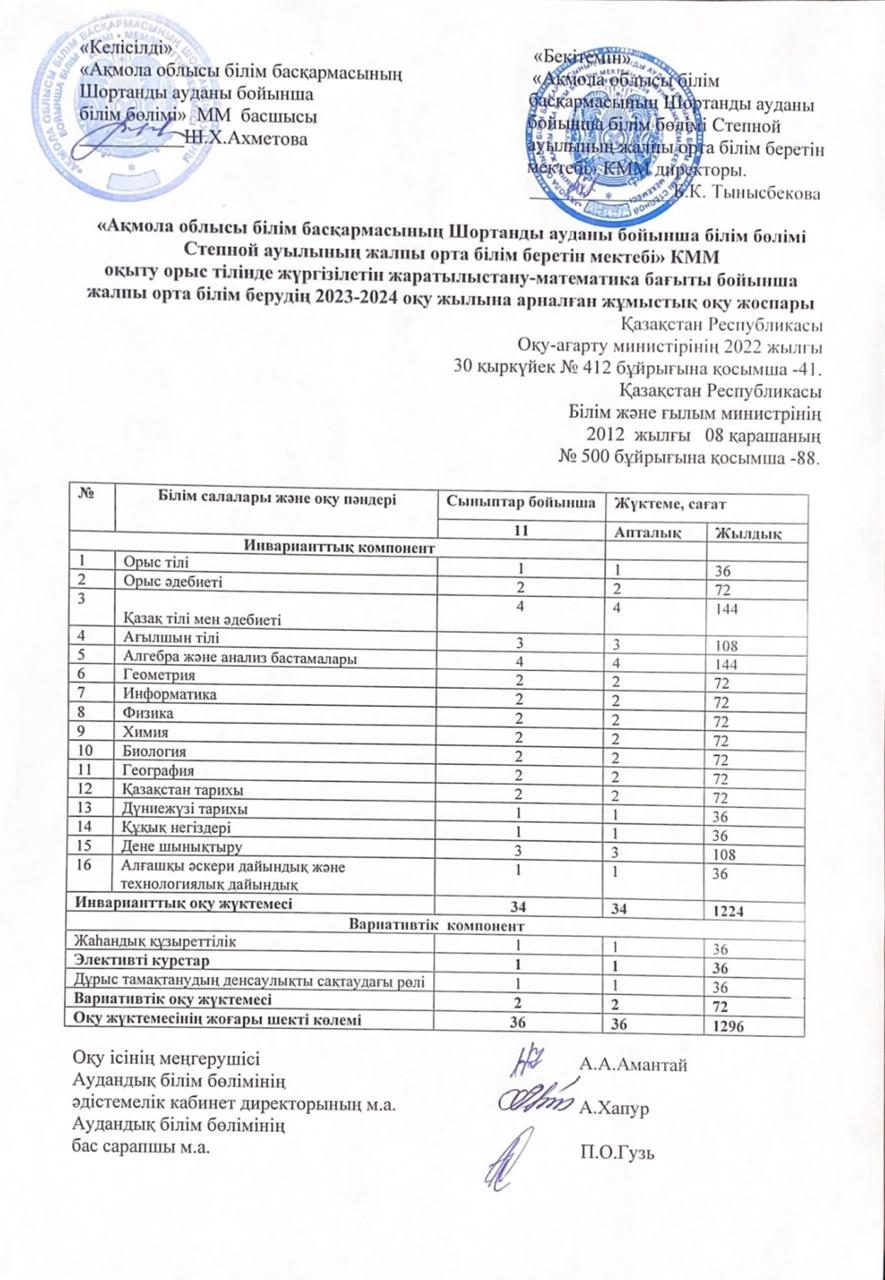 «Келісілді»
«Ақмола облысы білім басқармасының
Шортанды ауданы бойынша
білім бөлімі» ММ басшысы
___________Ш.Х.Ахметова
«Бекітемін»
«Ақмола облысы білім
басқармасының Шортанды ауданы
бойынша білім бөлімі Степной
ауылының жалпы орта білім беретін
мектебі» КММ директоры.
Б.К. Тынысбекова
«Ақмола облысы білім басқармасының Шортанды ауданы бойынша білім бөлімі
Степной ауылының жалпы орта білім беретін мектебі» КММ
оқыту орыс тілінде жүргізілетін жаратылыстану-математика бағыты бойынша
жалпы орта білім берудің 2023-2024 оқу жылына арналған жұмыстық оқу жоспары
Қазақстан Республикасы
Оқу-ағарту министірінің 2022 жылғы
30 қыркүйек № 412 бұйрығына қосымша -41.
Қазақстан Республикасы
Білім және ғылым министрінің
2012 жылғы 08 қарашаның
№ 500 бұйрығына қосымша -88.
№ Білім салалары және оқу пәндері Сыныптар бойынша Жүктеме, сағат
11 Апталық Жылдық
Инварианттық компонент
1 Орыс тілі 1 1 36
2 Орыс әдебиеті 2 2 72
3 Қазақ тілі мен әдебиеті 4 4 144
4 Ағылшын тілі 3 3 108
5 Алгебра және анализ бастамалары 4 4 144
6 Геометрия 2 2 72
7 Информатика 2 2 72
8 Физика 2 2 72
9 Химия 2 2 72
10 Биология 2 2 72
11 География 2 2 72
12 Қазақстан тарихы 2 2 72
13 Дүниежүзі тарихы 1 1 36
14 Құқық негіздері 1 1 36
15 Дене шынықтыру 3 3 108
16 Алғашқы әскери дайындық және 1 1 36
технологиялық дайындық
Инварианттық оқу жүктемесі 34 34 1224
Вариативтік компонент
Жаһандық құзыреттілік 1 1 36
Элективті курстар 1 1 36
Дұрыс тамақтанудың денсаулықты сақтаудағы рөлі 1 1 36
Вариативтік оқу жүктемесі 2 2 72
Оқу жүктемесінің жоғары шекті көлемі 36 36 1296
Оқу ісінің меңгерушісі А.А.Амантай
Аудандық білім бөлімінің
әдістемелік кабинет директорының м.а. А.Хапур
Аудандық білім бөлімінің
бас сарапшы м.а. П.О.Гузь